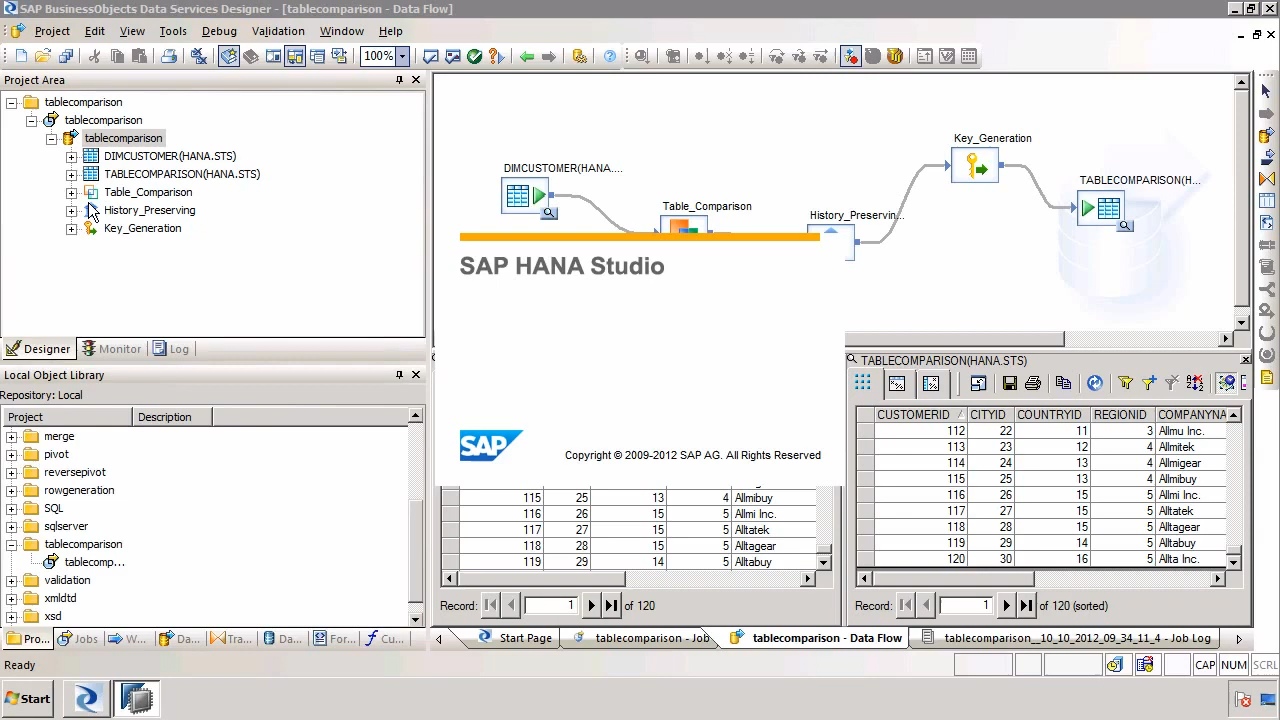 SAP BusinessObjects Data Services Designer - [tablecomparison - Data Flow]
Project Edit View Tools Debug Validation Window Help
100%
Project Area
tablecomparison
tablecomparison
tablecomparison
DIMCUSTOMER(HANA.STS)
TABLECOMPARISON(HANA.STS)
Table_Comparison
History_Preserving
Key_Generation
Designer Monitor Log
Local Object Library
Repository: Local
Project Description
merge
pivot
reversepivot
rowgeneration
SQL
sqlserver
tablecomparison
tablecomp...
validation
xmldtd
xsd
Pro... Jobs W... Da... Tra... Da... For... Cu...
DIMCUSTOMER(HANA....
Table_Comparison
History_Preservin...
Key_Generation
TABLECOMPARISON(H...
SAP HANA Studio
SAP
Copyright © 2009-2012 SAP AG. All Rights Reserved
115 25 13 4 Allmibuy
116 26 15 5 Allmi Inc.
117 27 15 5 Alltatek
118 28 15 5 Alltagear
119 29 14 5 Alltabuy
Record: 1 of 120
TABLECOMPARISON(HANA.STS)
CUSTOMERID CITYID COUNTRYID REGIONID COMPANYNA
112 22 11 3 Allmu Inc.
113 23 12 4 Allmitek
114 24 13 4 Allmigear
115 25 13 4 Allmibuy
116 26 15 5 Allmi Inc.
117 27 15 5 Alltatek
118 28 15 5 Alltagear
119 29 14 5 Alltabuy
120 30 16 5 Allta Inc.
Record: 1 of 120 (sorted)
Start Page tablecomparison - Job tablecomparison - Data Flow tablecomparison__10_10_2012_09_34_11_4 - Job Log
Ready
CAP NUM SCRL
Start